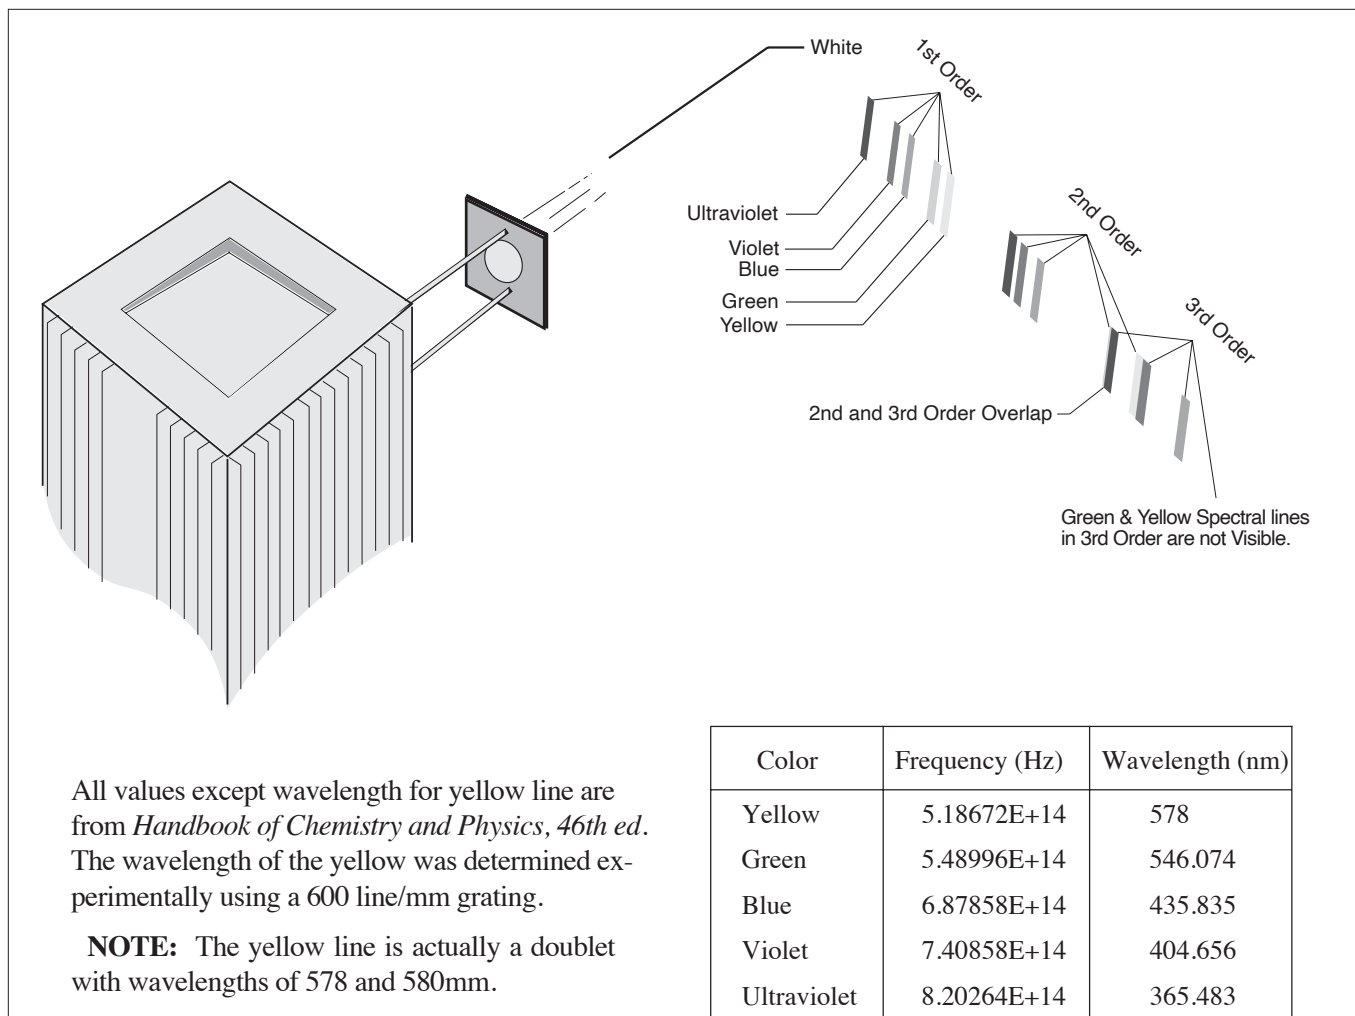 White
1st Order
Ultraviolet
Violet
Blue
Green
Yellow
2nd Order
3rd Order
2nd and 3rd Order Overlap
Green & Yellow Spectral lines
in 3rd Order are not Visible.
All values except wavelength for yellow line are
from Handbook of Chemistry and Physics, 46th ed.
The wavelength of the yellow was determined ex-
perimentally using a 600 line/mm grating.
NOTE: The yellow line is actually a doublet
with wavelengths of 578 and 580mm.
Color Frequency (Hz) Wavelength (nm)
Yellow 5.18672E+14 578
Green 5.48996E+14 546.074
Blue 6.87858E+14 435.835
Violet 7.40858E+14 404.656
Ultraviolet 8.20264E+14 365.483